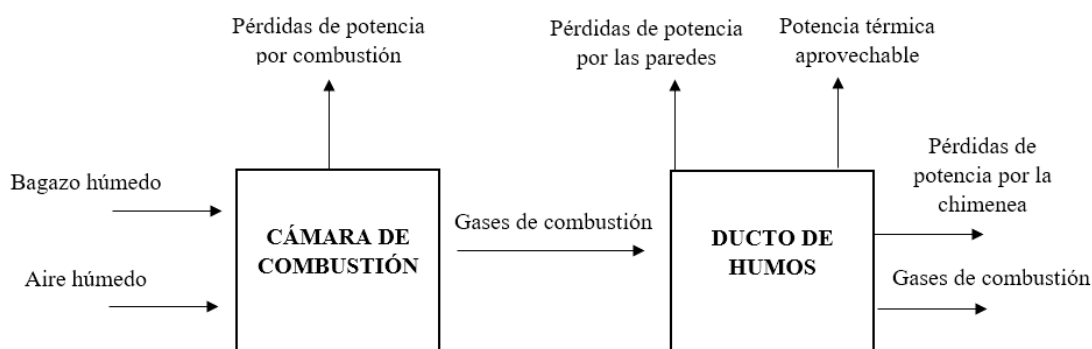 Pérdidas de potencia
por combustión
Pérdidas de potencia
por las paredes
Potencia térmica
aprovechable
Bagazo húmedo
Aire húmedo
CÁMARA DE
COMBUSTIÓN
Gases de combustión
DUCTO DE
HUMOS
Pérdidas de
potencia por la
chimenea
Gases de combustión